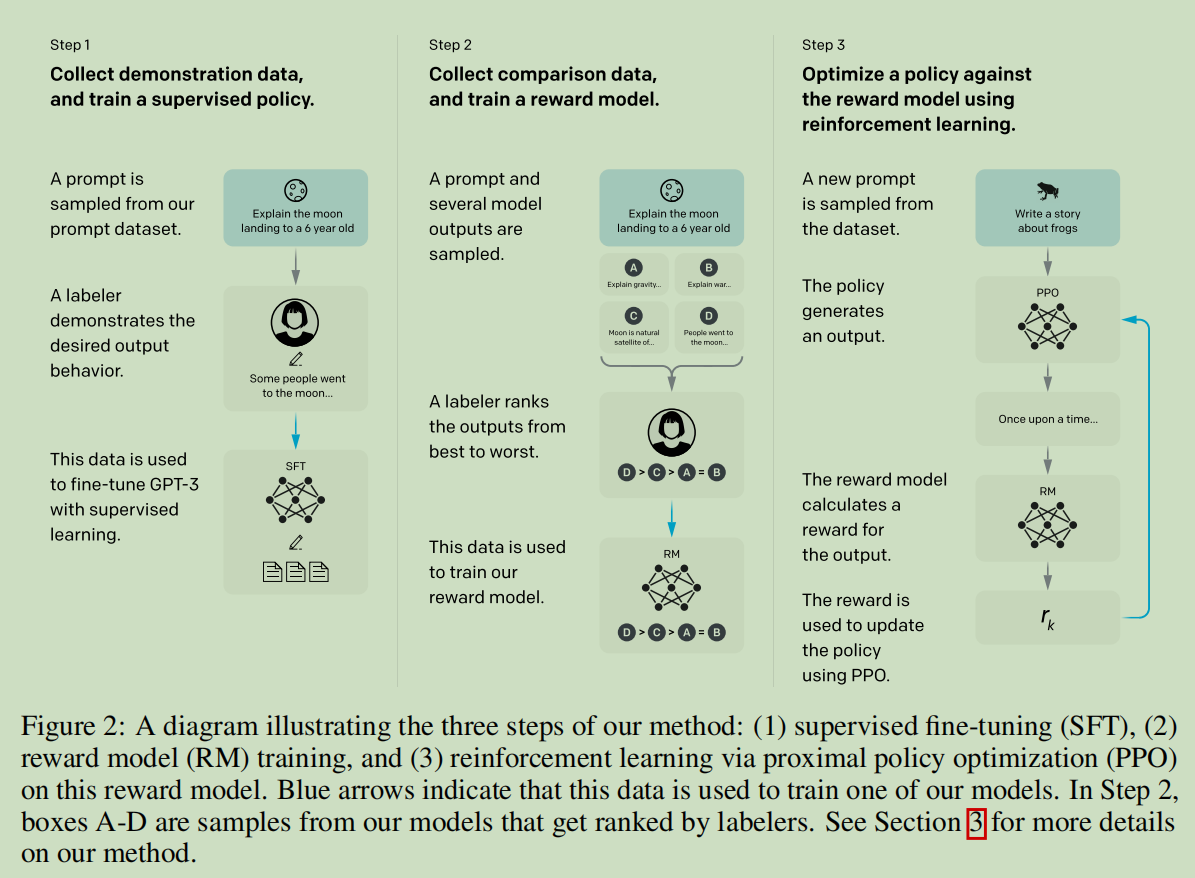 Step 1
Collect demonstration data,
and train a supervised policy.
A prompt is
sampled from our
prompt dataset.
Explain the moon
landing to a 6 year old
A labeler
demonstrates the
desired output
behavior.
Some people went
to the moon...
This data is used
to fine-tune GPT-3
with supervised
learning.
SFT
Step 2
Collect comparison data,
and train a reward model.
A prompt and
several model
outputs are
sampled.
Explain the moon
landing to a 6 year old
A
Explain gravity...
B
Explain war...
C
Moon is natural
satellite of...
D
People went to
the moon...
A labeler ranks
the outputs from
best to worst.
D > C > A = B
This data is used
to train our
reward model.
RM
D > C > A = B
Step 3
Optimize a policy against
the reward model using
reinforcement learning.
A new prompt
is sampled from
the dataset.
Write a story
about frogs
The policy
generates
an output.
PPO
Once upon a time...
The reward model
calculates a
reward for
the output.
RM
The reward is
used to update
the policy
using PPO.
rk
Figure 2: A diagram illustrating the three steps of our method: (1) supervised fine-tuning (SFT), (2)
reward model (RM) training, and (3) reinforcement learning via proximal policy optimization (PPO)
on this reward model. Blue arrows indicate that this data is used to train one of our models. In Step 2,
boxes A-D are samples from our models that get ranked by labelers. See Section 3 for more details
on our method.